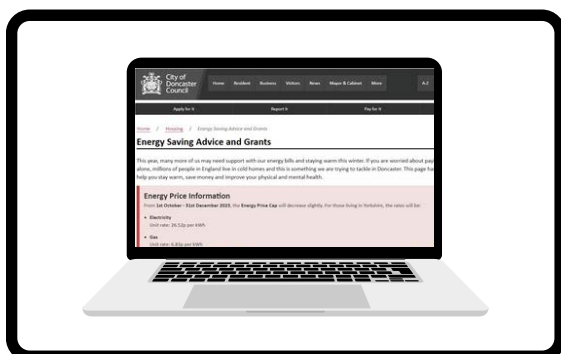 City of
Doncaster
Council
Home Resident Business Visitors News Mayor & Cabinet More A-Z
Apply for it Report it Pay for it
Home / Housing / Energy Saving Advice and Grants
Energy Saving Advice and Grants
This year, many more of us may need support with our energy bills and staying warm this winter. If you are worried about pay
alone, millions of people in England live in cold homes and this is something we are trying to tackle in Doncaster. This page ha
help you stay warm, save money and improve your physical and mental health.
Energy Price Information
From 1st October - 31st December 2023, the Energy Price Cap will decrease slightly. For those living in Yorkshire, the rates will be:
• Electricity
Unit rate: 26.52p per kWh
• Gas
Unit rate: 6.83p per kWh